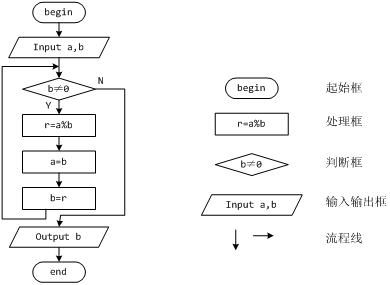 begin
Input a,b
b≠0
N
Y
r=a%b
a=b
b=r
Output b
end
begin 起始框
r=a%b 处理框
b≠0 判断框
Input a,b 输入输出框
流程线